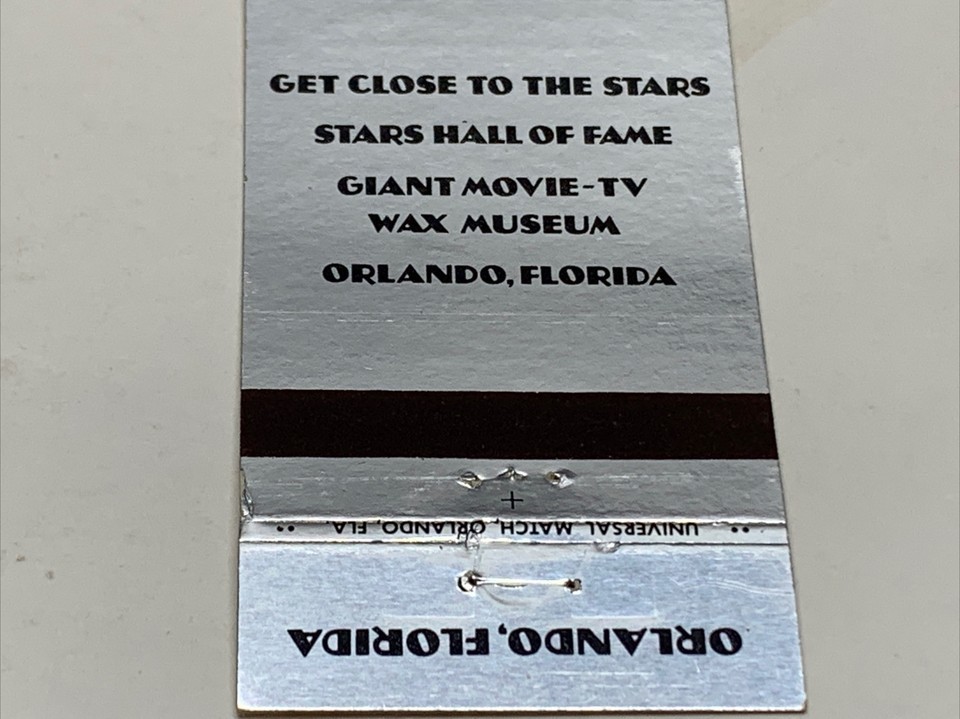 GET CLOSE TO THE STARS
STARS HALL OF FAME
GIANT MOVIE-TV
WAX MUSEUM
ORLANDO, FLORIDA
UNIVERSAL MATCH, ORLANDO, FLA.
ORLANDO, FLORIDA